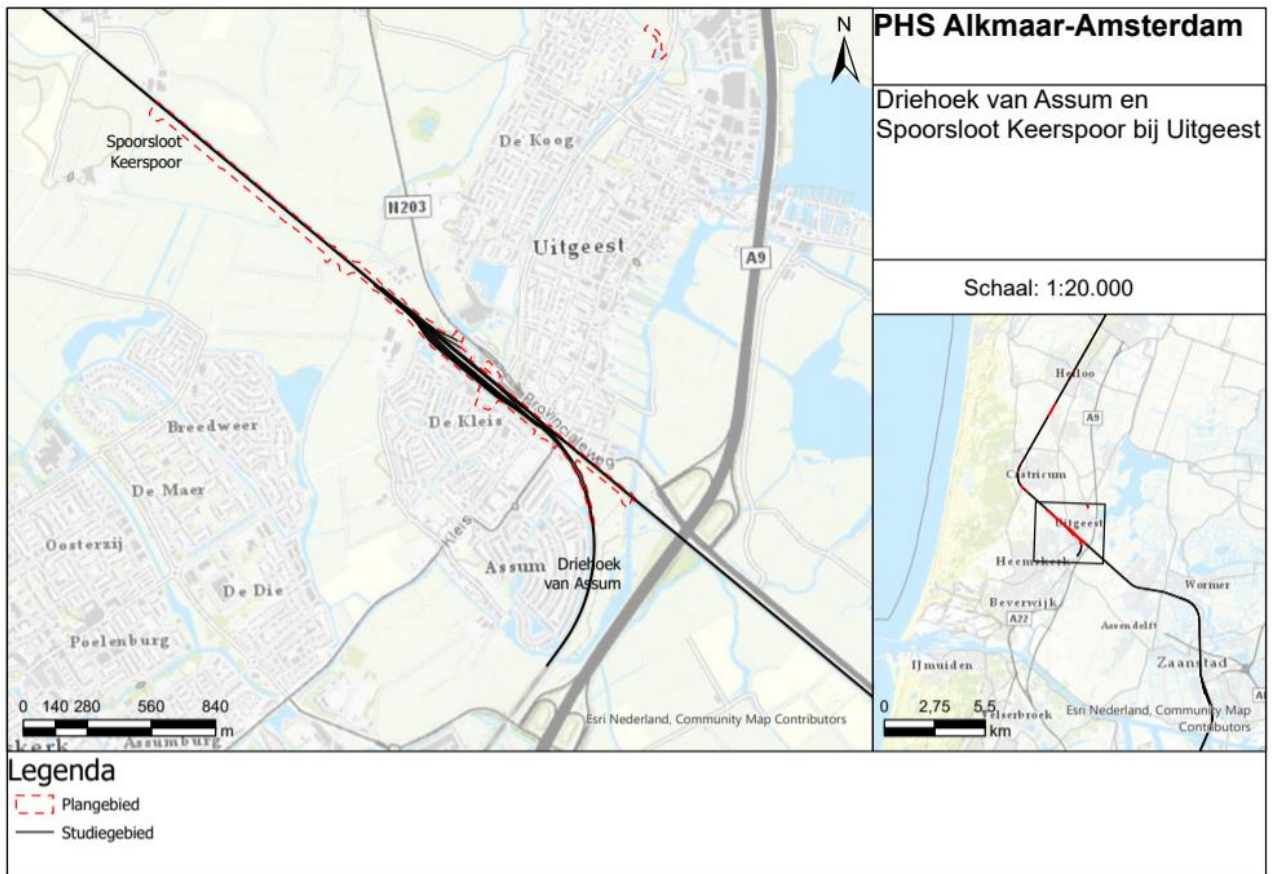 PHS Alkmaar-Amsterdam
Driehoek van Assum en
Spoorsloot Keerspoor bij Uitgeest
Schaal: 1:20.000
N
Spoorsloot
Keerspoor
De Koog
N203
Uitgeest
A9
Breedweer
De Kleis
Provincialeweg
De Maer
Kleis
Oosterzij
Assum
Driehoek
van Assum
De Die
Poelenburg
0 140 280 560 840
m
Esri Nederland, Community Map Contributors
skerk
Assumburg
Heiloo
A9
Castricum
Uitgeest
Heemskerk
Wormer
Beverwijk
A22
Assendelft
Zaanstad
IJmuiden
A
0 2,75 5,5
km
elserbroek
Esri Nederland, Community Map
Contributors
Legenda
Plangebied
Studiegebied